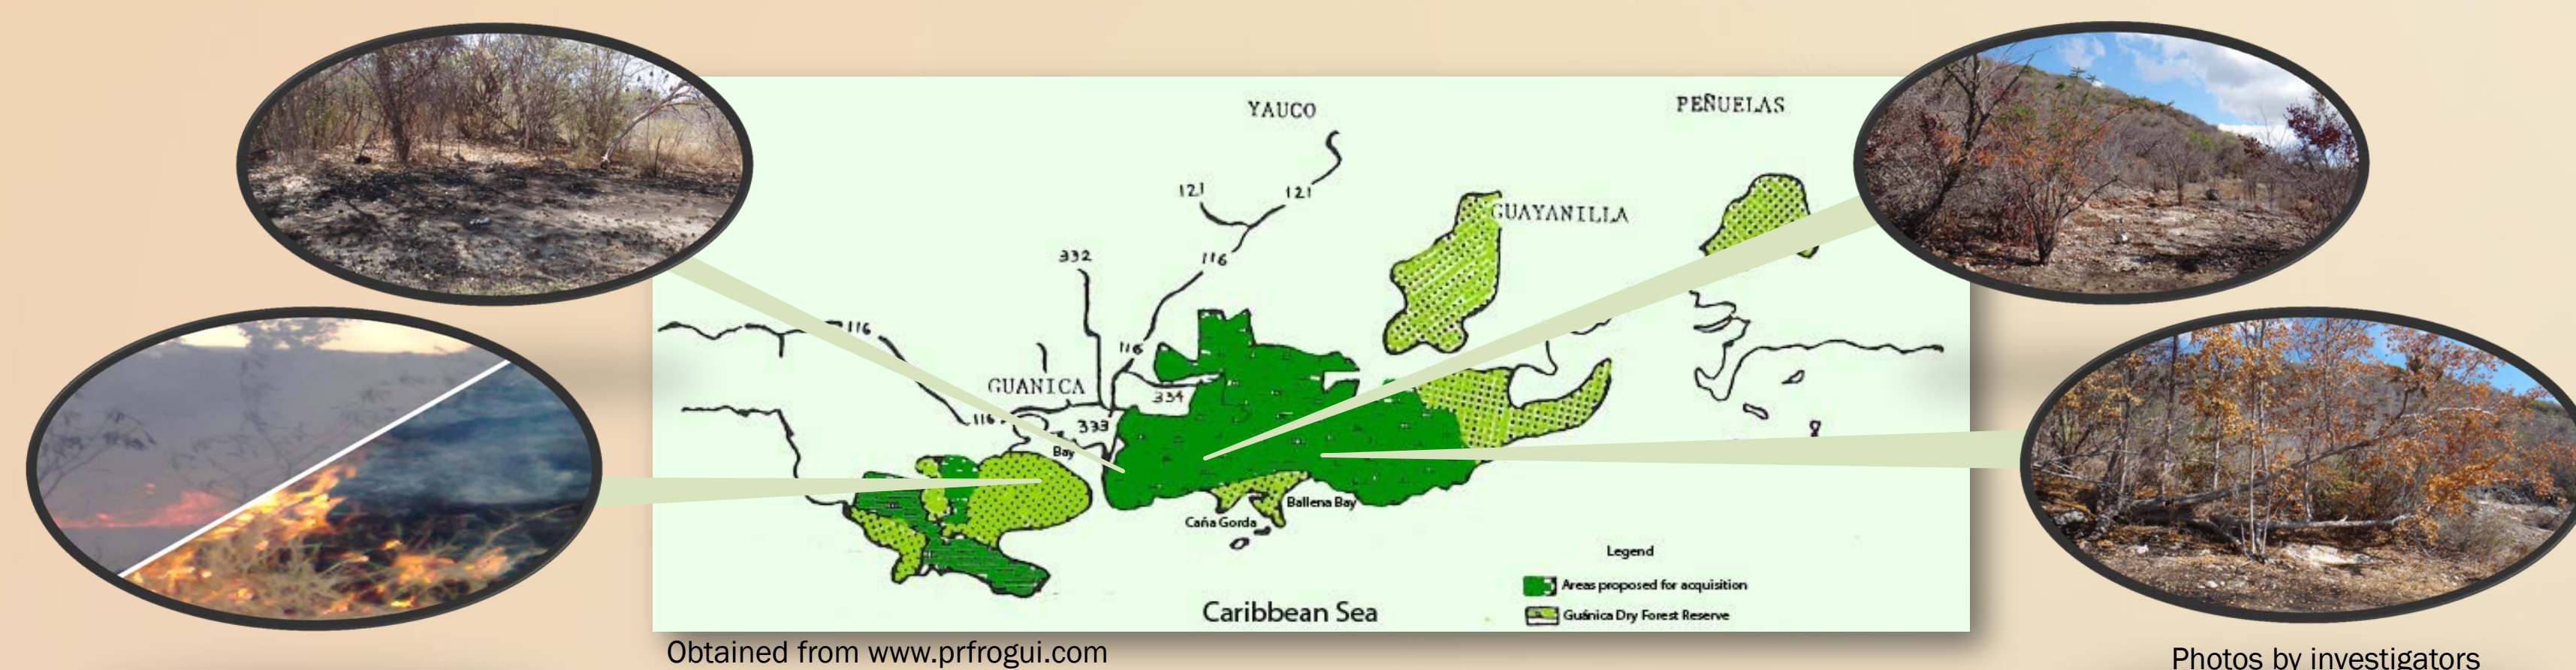 YAUCO
PEÑUELAS
121
121
GUAYANILLA
332
116
116
116
GUANICA
334
116
333
Bay
Ballena Bay
Caña Gorda
Legend
Areas proposed for acquisition
Guánica Dry Forest Reserve
Caribbean Sea
Obtained from www.prfrogui.com
Photos by investigators